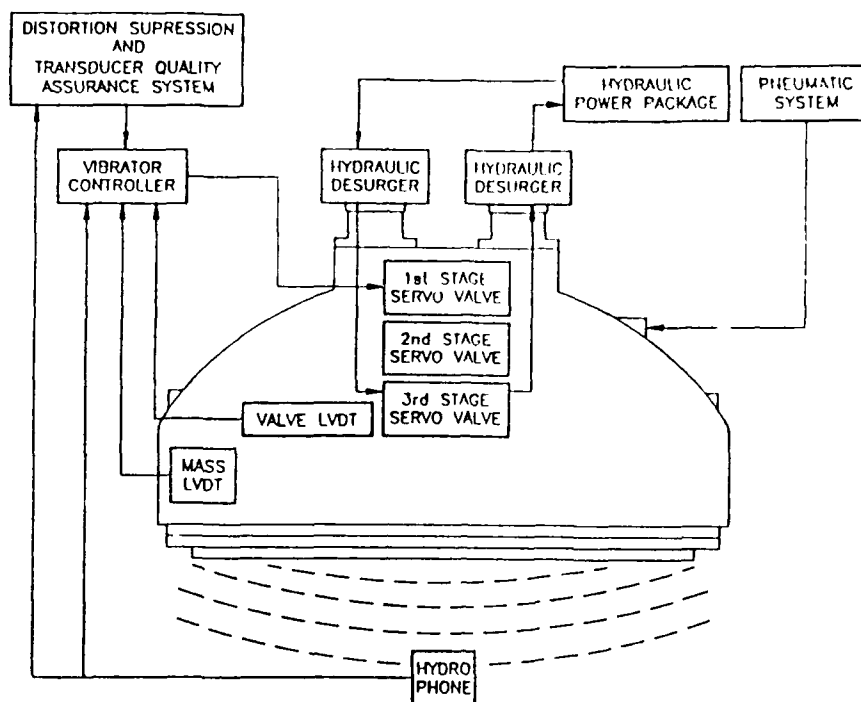 DISTORTION SUPRESSION
AND
TRANSDUCER QUALITY
ASSURANCE SYSTEM
HYDRAULIC
POWER PACKAGE
PNEUMATIC
SYSTEM
VIBRATOR
CONTROLLER
HYDRAULIC
DESURGER
HYDRAULIC
DESURGER
1st STAGE
SERVO VALVE
2nd STAGE
SERVO VALVE
3rd STAGE
SERVO VALVE
VALVE LVDT
MASS
LVDT
HYDRO
PHONE